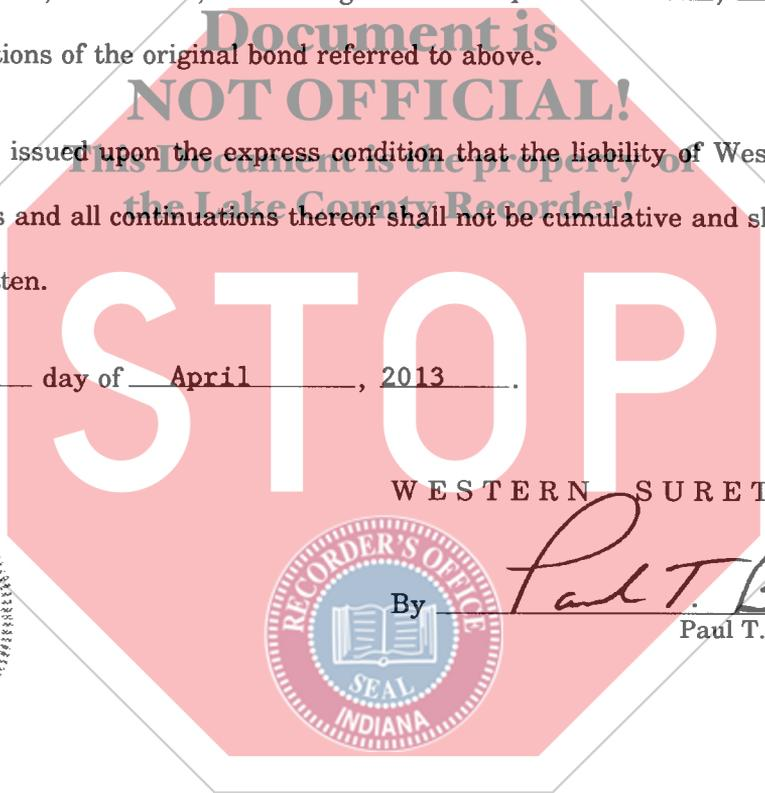 Document is
tions of the original bond referred to above.
NOT OFFICIAL!
issued upon the express condition that the liability of Wes
This Document is the property of
the Lake County Recorder!
s and all continuations thereof shall not be cumulative and sl
ten.
STOP
day of April, 2013.
WESTERN SURET
RECORDER'S OFFICE
SEAL
INDIANA
By Paul T.
Paul T.